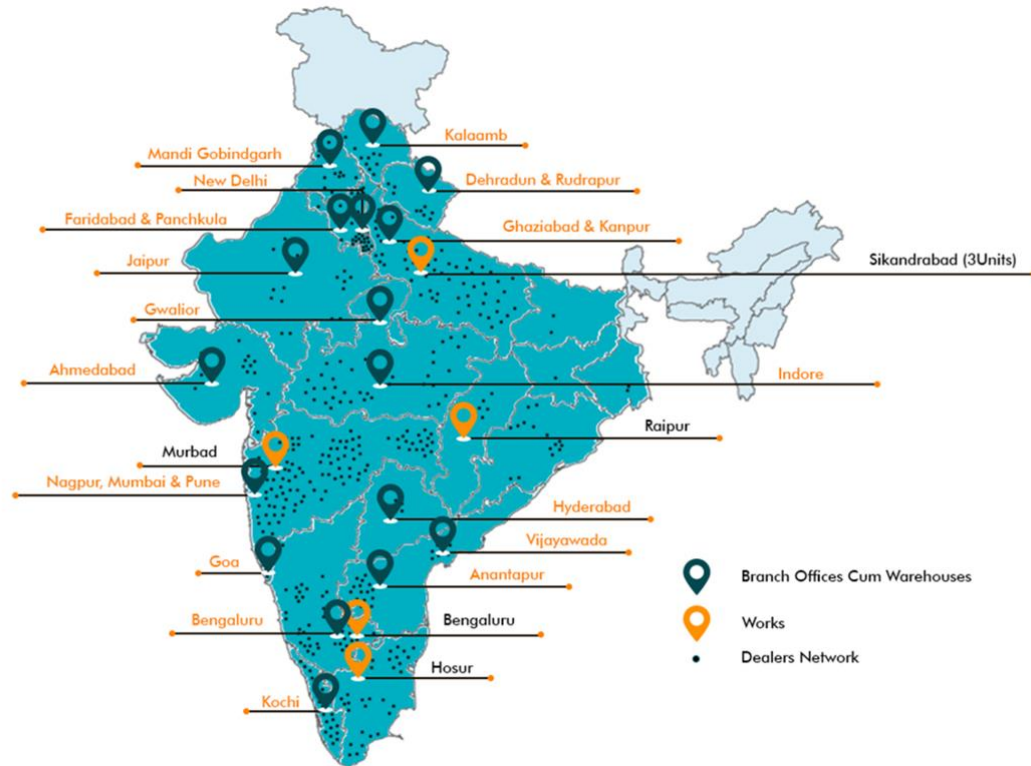 Kalaamb
Mandi Gobindgarh
New Delhi
Dehradun & Rudrapur
Faridabad & Panchkula
Ghaziabad & Kanpur
Jaipur
Sikandrabad (3Units)
Gwalior
Ahmedabad
Indore
Raipur
Murbad
Nagpur, Mumbai & Pune
Hyderabad
Vijayawada
Goa
Anantapur
Branch Offices Cum Warehouses
Bengaluru
Bengaluru
Works
Dealers Network
Hosur
Kochi